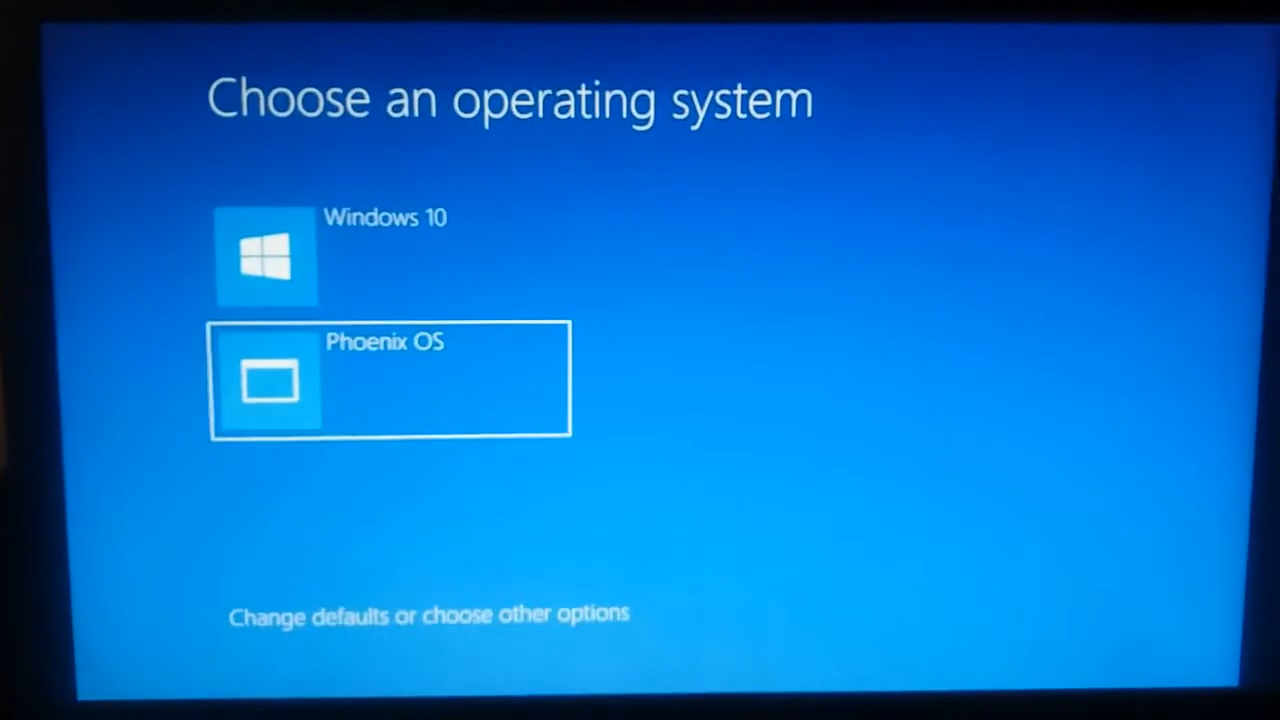 Choose an operating system
Windows 10
Phoenix OS
Change defaults or choose other options